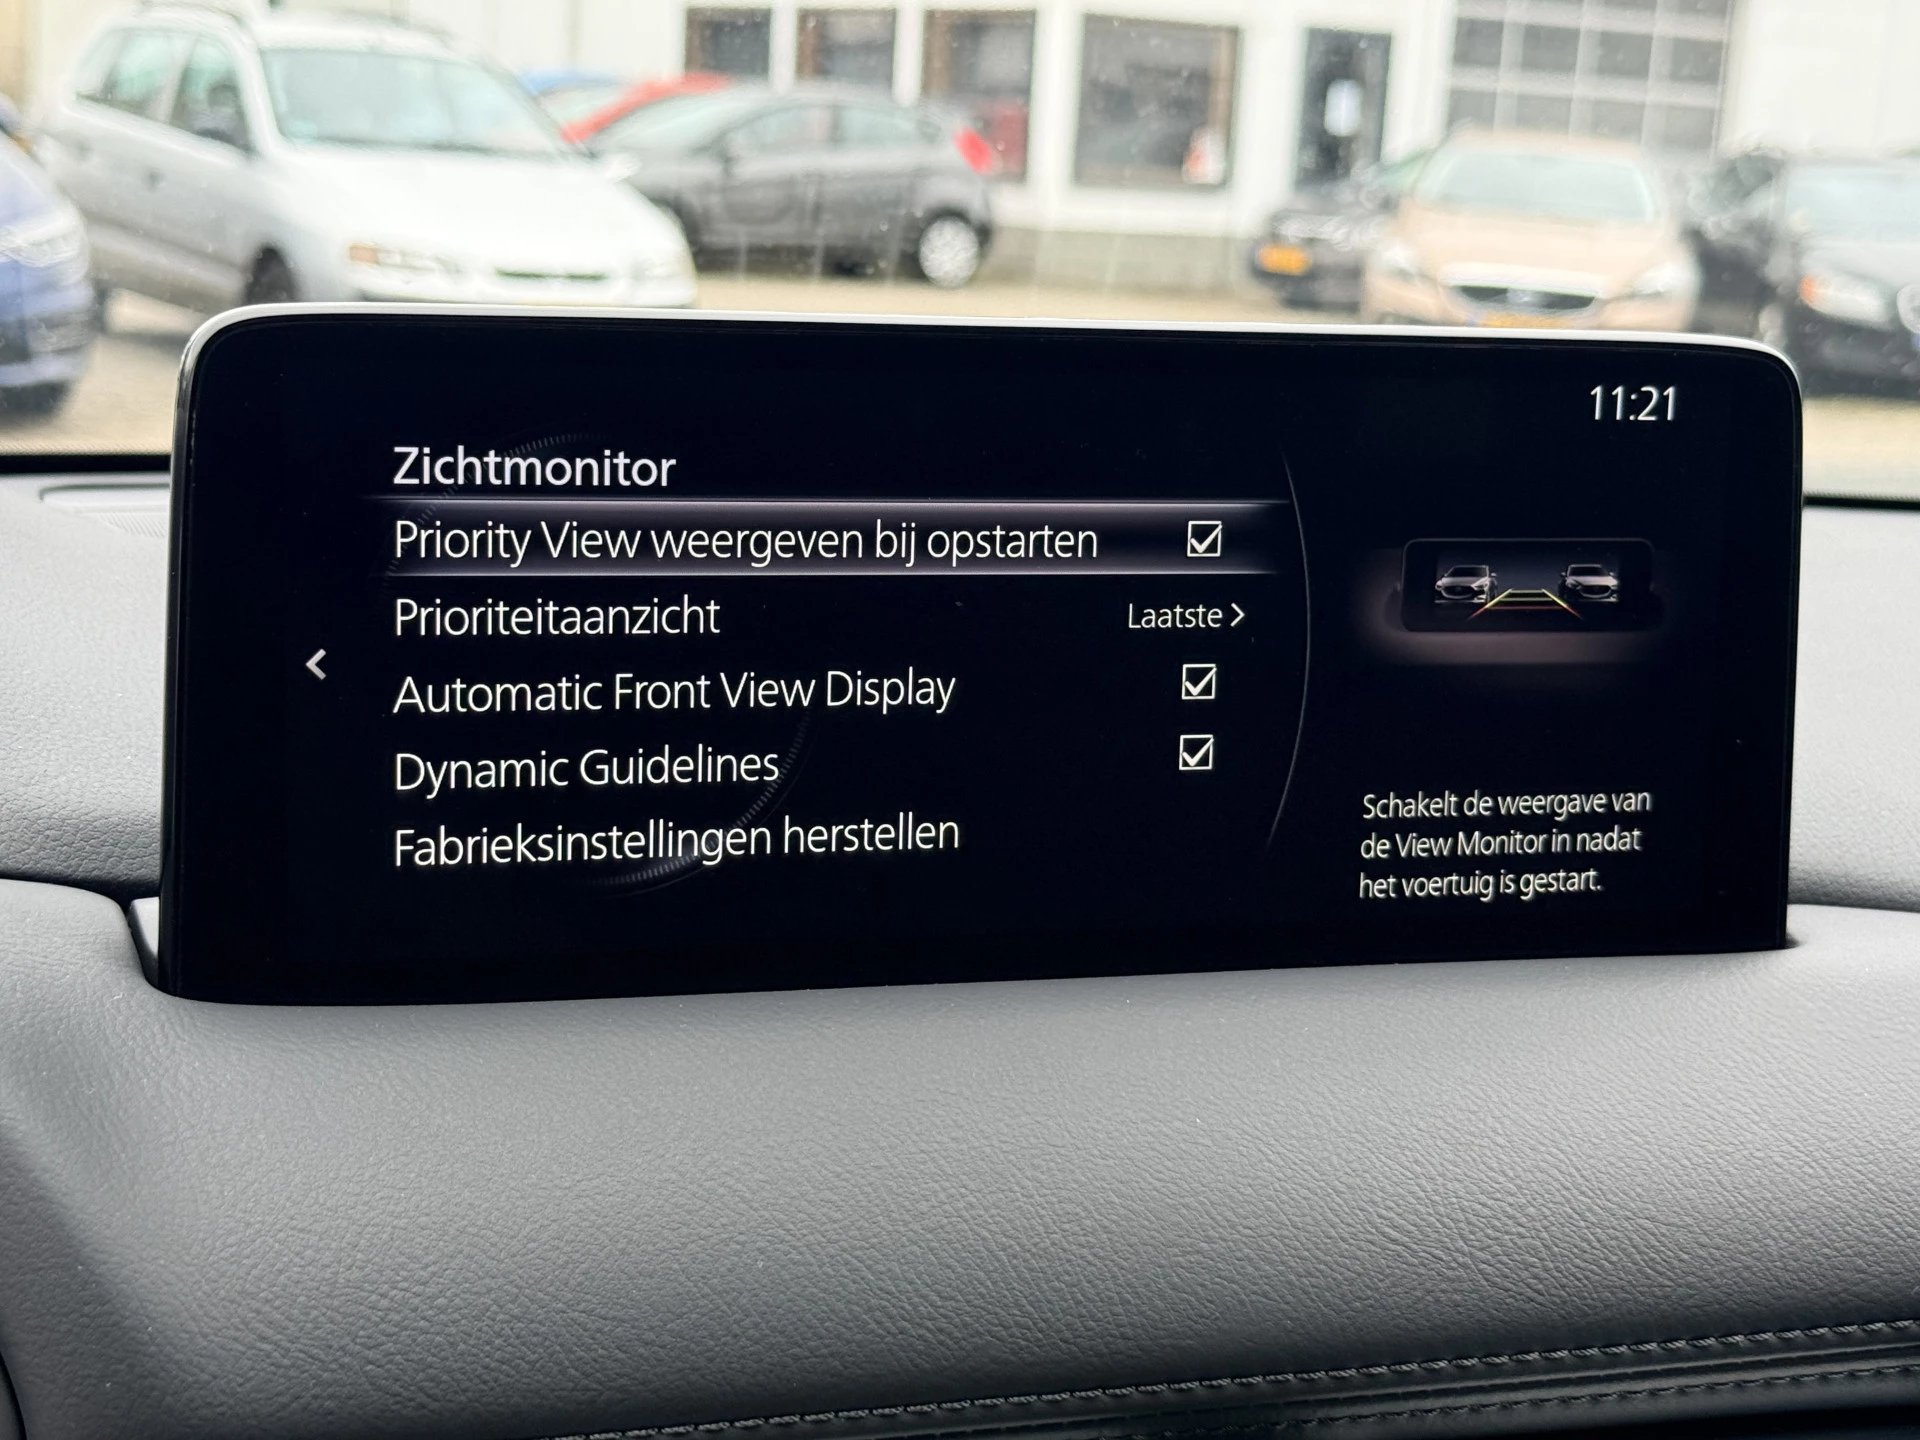 11:21
Zichtmonitor
Priority View weergeven bij opstarten
Prioriteitaanzicht Laatste >
Automatic Front View Display
Dynamic Guidelines
Fabrieksinstellingen herstellen
Schakelt de weergave van
de View Monitor in nadat
het voertuig is gestart.